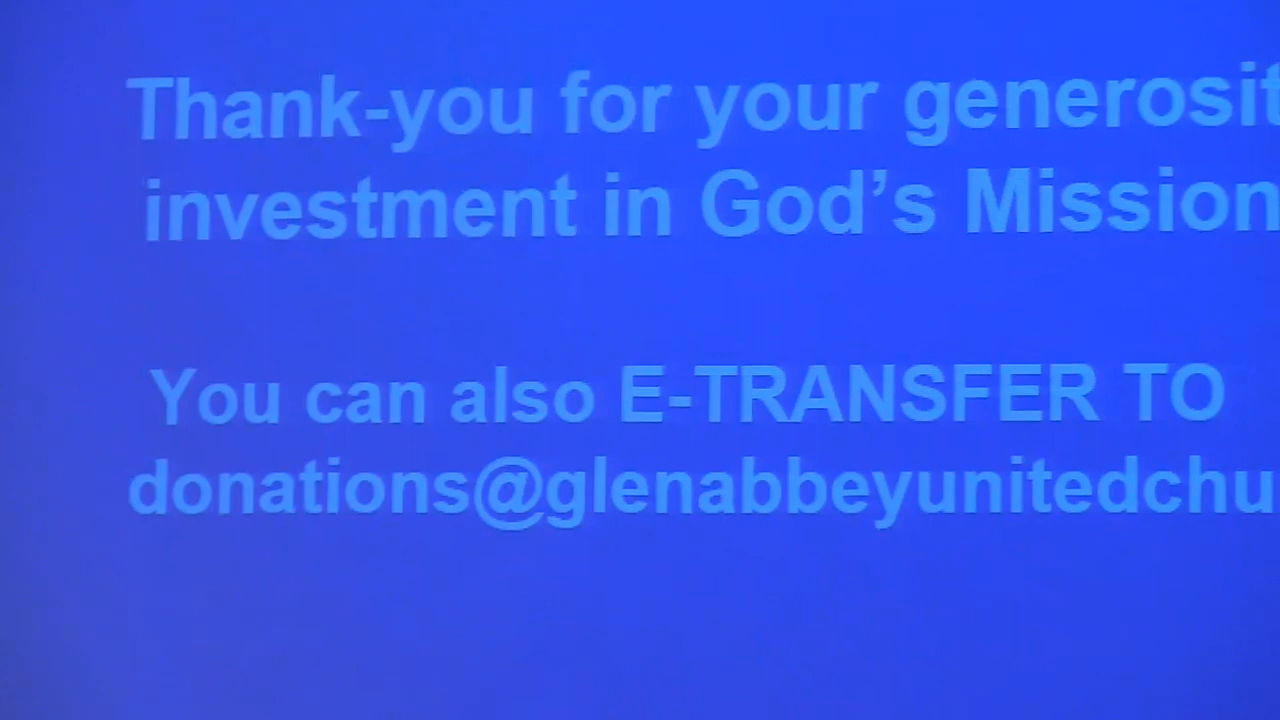 Thank-you for your generosit
investment in God's Mission
You can also E-TRANSFER TO
donations@glenabbeyunitedchu